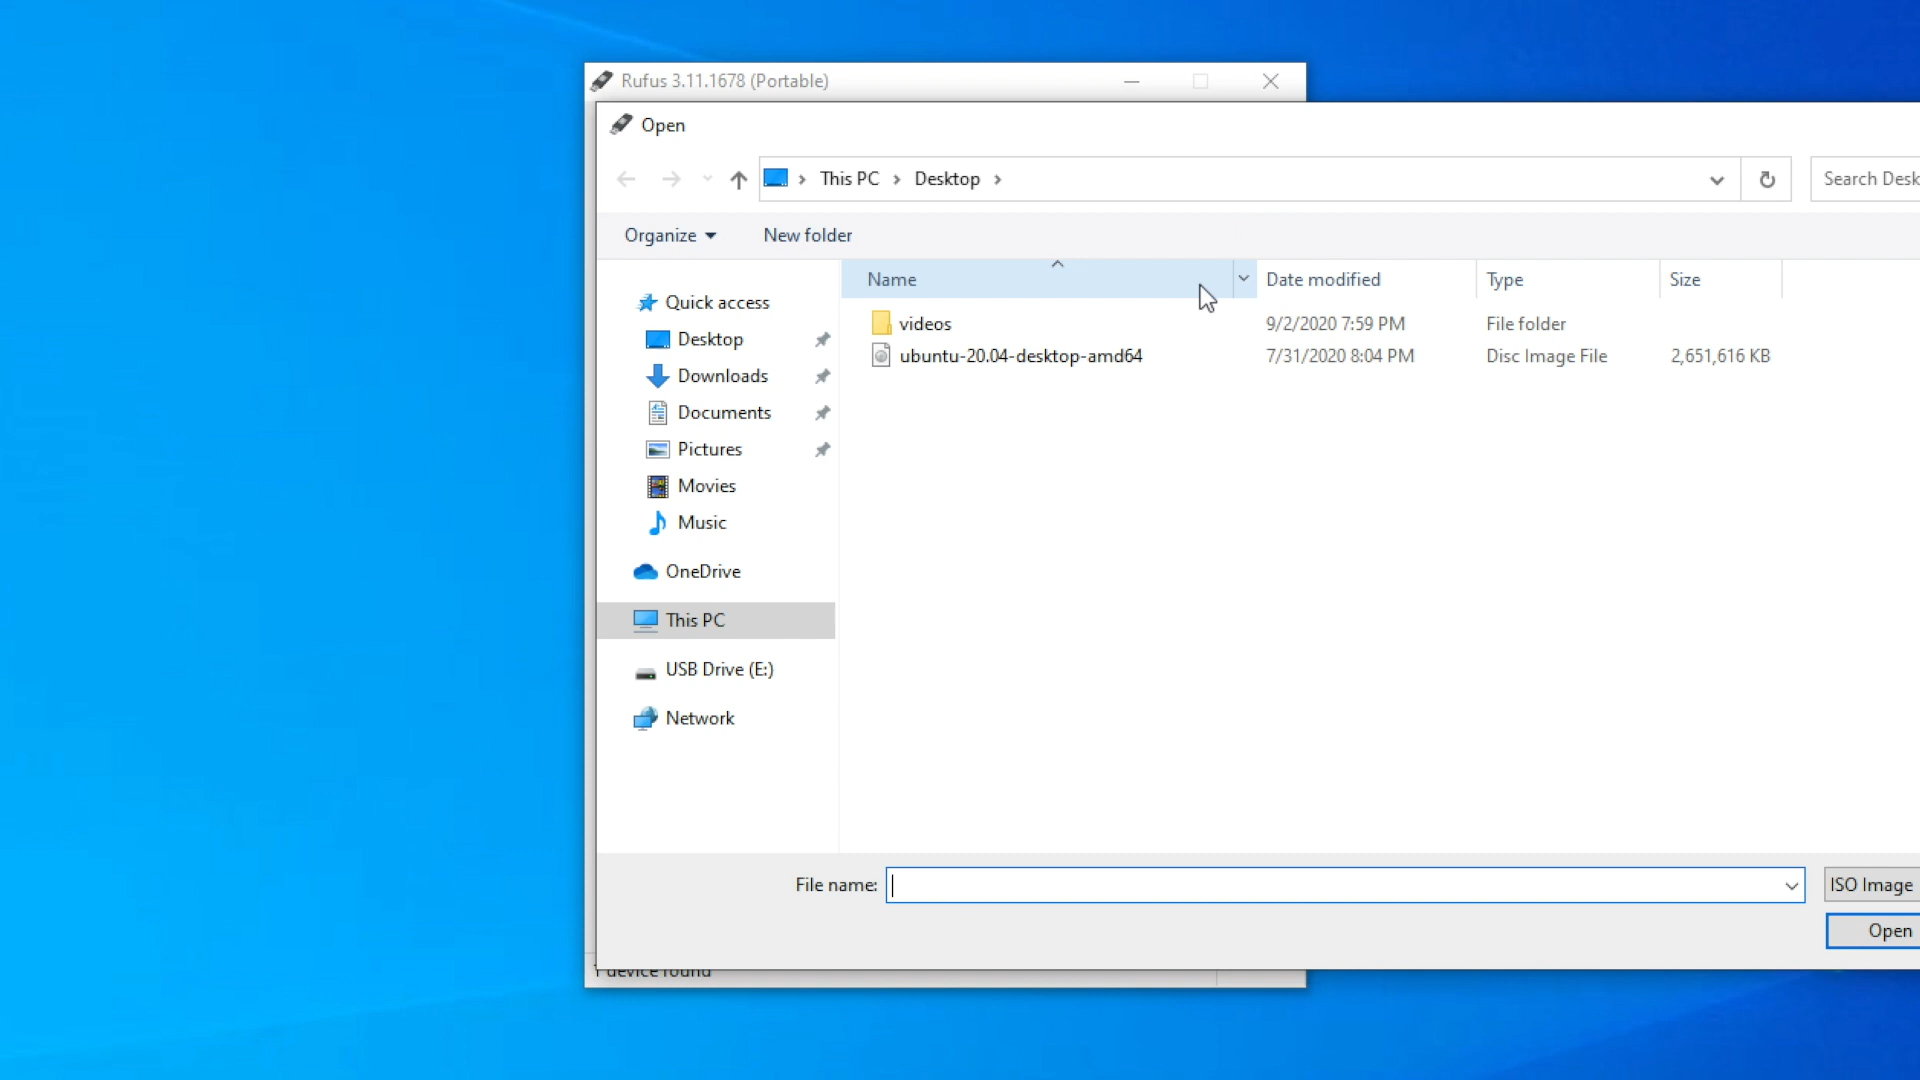 Rufus 3.11.1678 (Portable)
Open
This PC
Desktop
Search Desk
Organize
New folder
Name
Date modified
Type
Size
videos
9/2/2020 7:59 PM
File folder
ubuntu-20.04-desktop-amd64
7/31/2020 8:04 PM
Disc Image File
2,651,616 KB
Quick access
Desktop
Downloads
Documents
Pictures
Movies
Music
OneDrive
This PC
USB Drive (E:)
Network
File name:
ISO Image
Open
1 device found